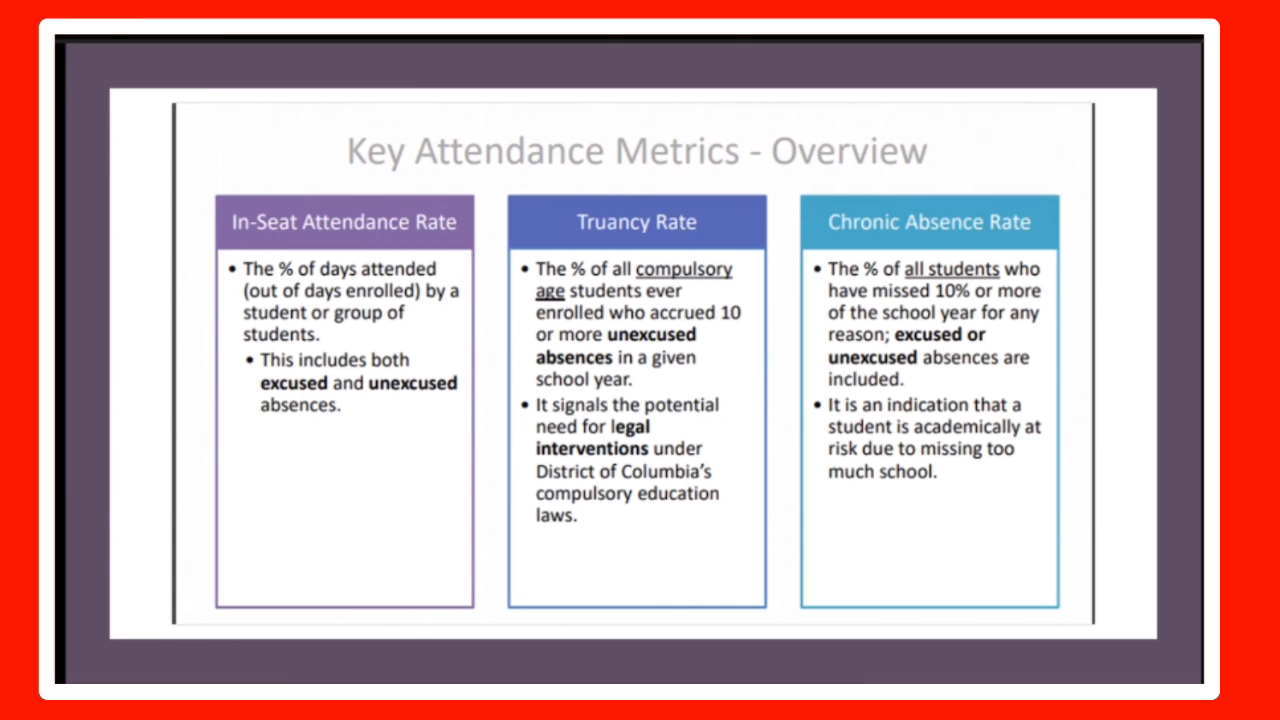 Key Attendance Metrics - Overview
In-Seat Attendance Rate
• The % of days attended
(out of days enrolled) by a
student or group of
students.
• This includes both
excused and unexcused
absences.
Truancy Rate
• The % of all compulsory
age students ever
enrolled who accrued 10
or more unexcused
absences in a given
school year.
• It signals the potential
need for legal
interventions under
District of Columbia's
compulsory education
laws.
Chronic Absence Rate
• The % of all students who
have missed 10% or more
of the school year for any
reason; excused or
unexcused absences are
included.
• It is an indication that a
student is academically at
risk due to missing too
much school.